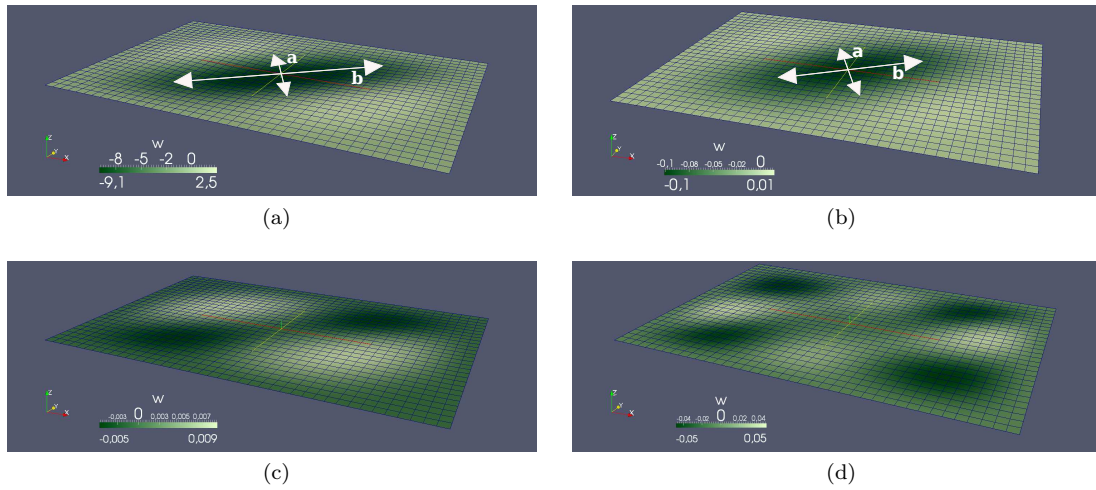 a
b
w
-8 -5 -2 0
-9,1 2,5
Z
Y
X
(a)
a
b
w
-0,1 -0,08 -0,05 -0,02 0
-0,1 0,01
Z
Y
X
(b)
w
-0,003 0 0,003 0,005 0,007
-0,005 0,009
Z
Y
X
(c)
w
-0,04 -0,02 0 0,02 0,04
-0,05 0,05
Z
Y
X
(d)